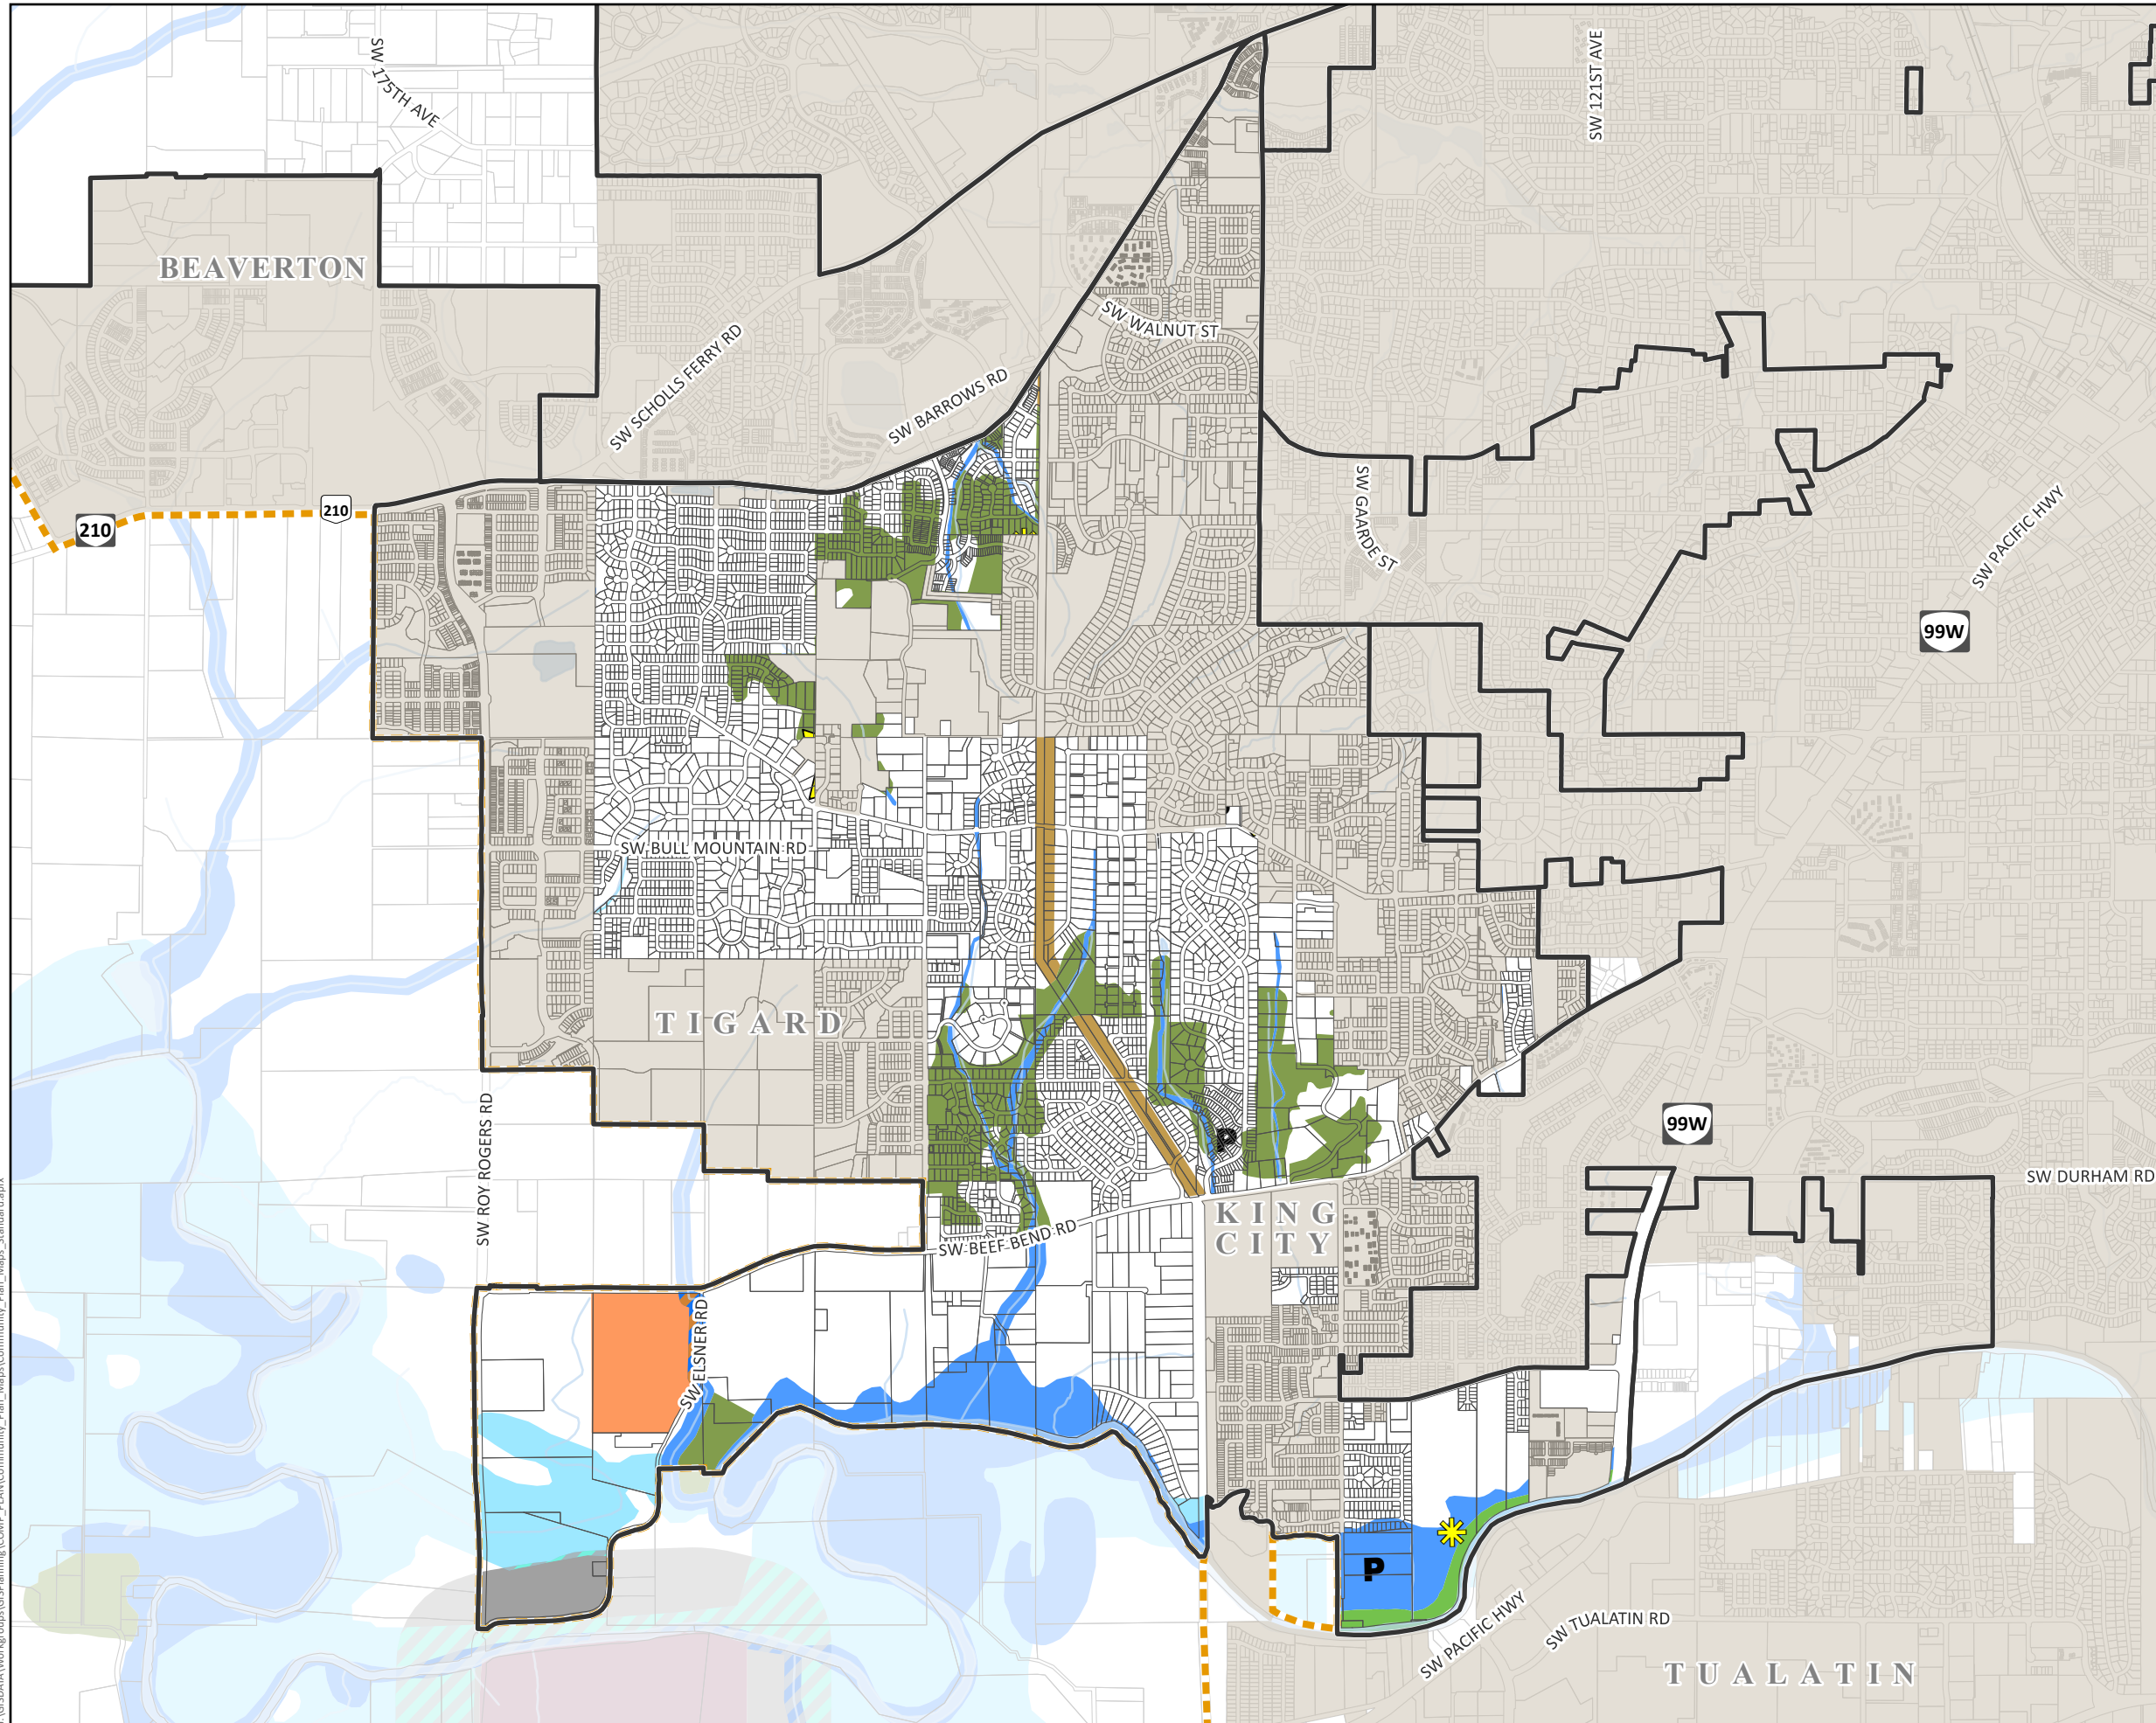 SW 175TH AVE
SW 121ST AVE
BEAVERTON
SW WALNUT ST
SW SCHOLLS FERRY RD
SW BARROWS RD
SW GAARDE ST
SW PACIFIC HWY
210
210
99W
SW BULL MOUNTAIN RD
TIGARD
SW ROY ROGERS RD
99W
P
SW DURHAM RD
KING
CITY
SW BEEF BEND RD
SW ELSNER RD
P
SW PACIFIC HWY
SW TUALATIN RD
TUALATIN